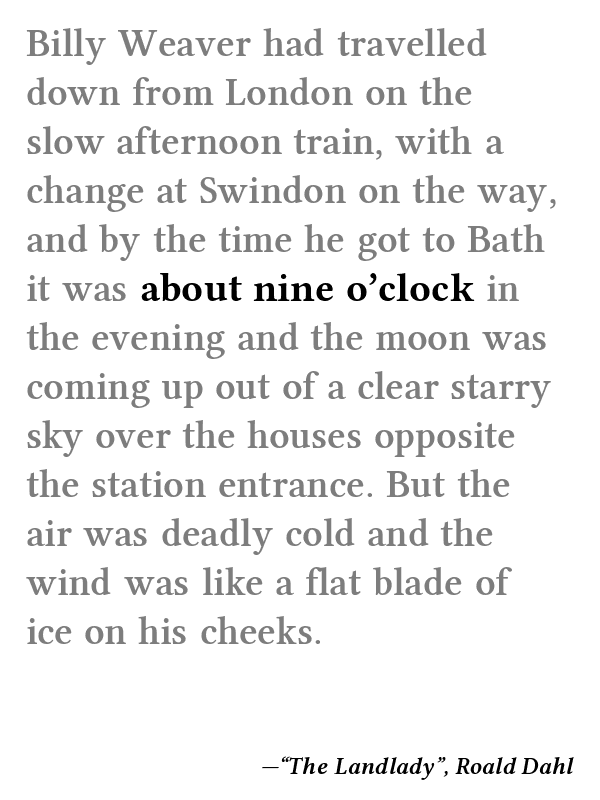 Billy Weaver had travelled
down from London on the
slow afternoon train, with a
change at Swindon on the way,
and by the time he got to Bath
it was about nine o’clock in
the evening and the moon was
coming up out of a clear starry
sky over the houses opposite
the station entrance. But the
air was deadly cold and the
wind was like a flat blade of
ice on his cheeks.
—“The Landlady”, Roald Dahl